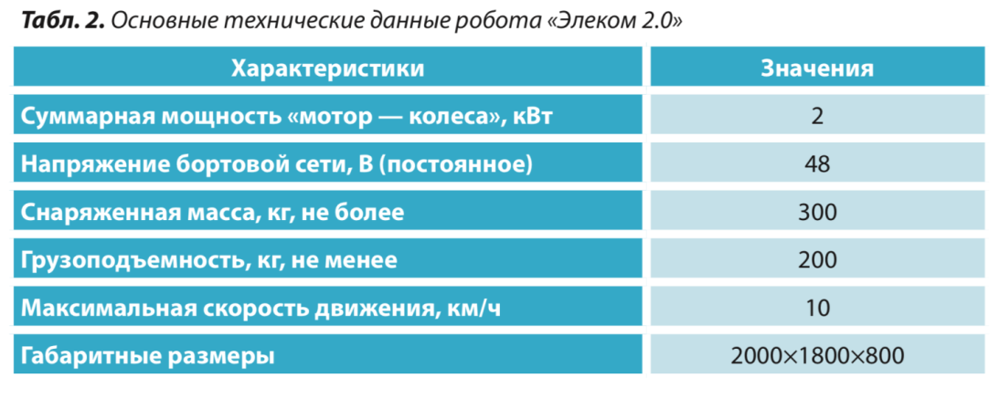 Табл. 2. Основные технические данные робота «Элеком 2.0»
Характеристики Значения
Суммарная мощность «мотор — колеса», кВт 2
Напряжение бортовой сети, В (постоянное) 48
Снаряженная масса, кг, не более 300
Грузоподъемность, кг, не менее 200
Максимальная скорость движения, км/ч 10
Габаритные размеры 2000×1800×800